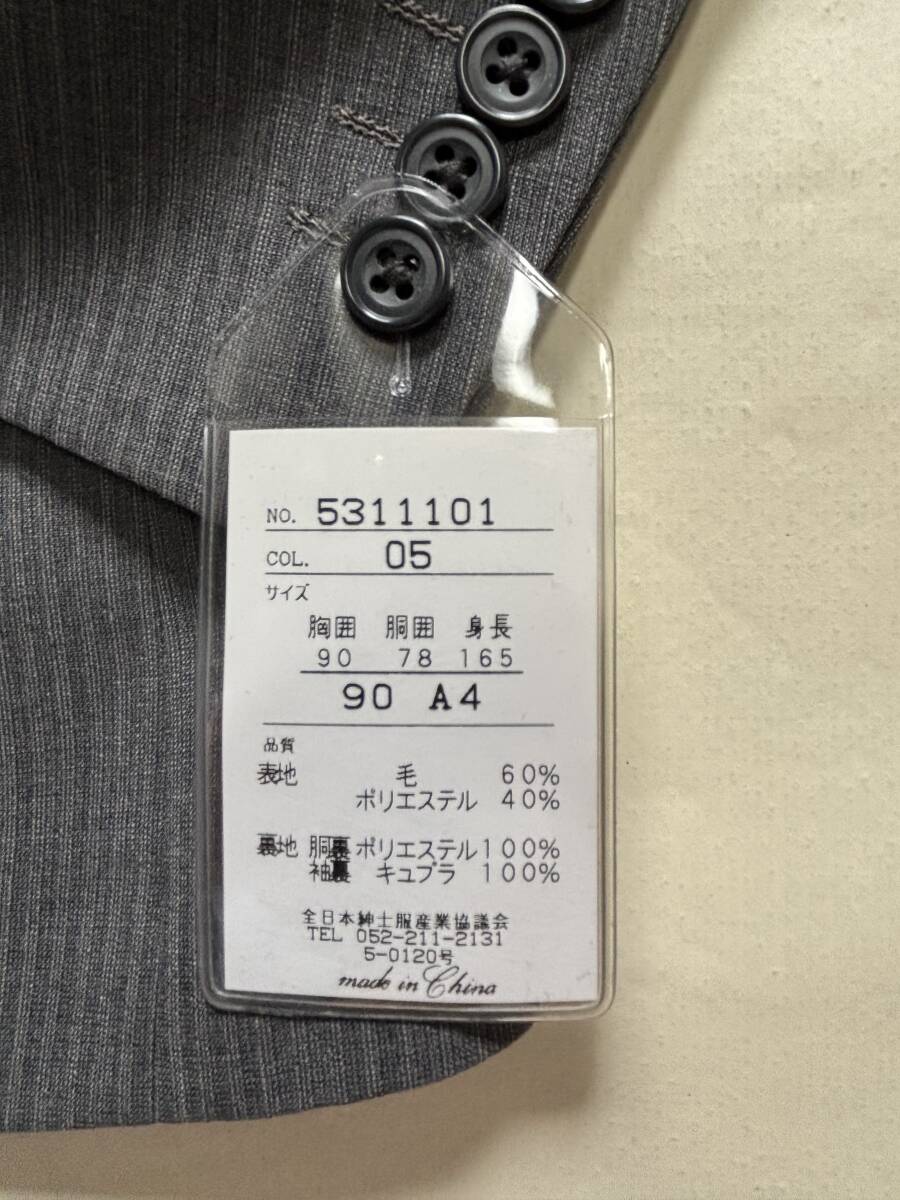 NO. 5311101
COL. 05
サイズ
胸囲 胴囲 身長
90 78 165
90 A4
品質
表地 毛 60%
ポリエステル 40%
裏地 胴裏 ポリエステル 100%
袖裏 キュプラ 100%
全日本紳士服産業協議会
TEL 052-211-2131
5-0120号
made in China